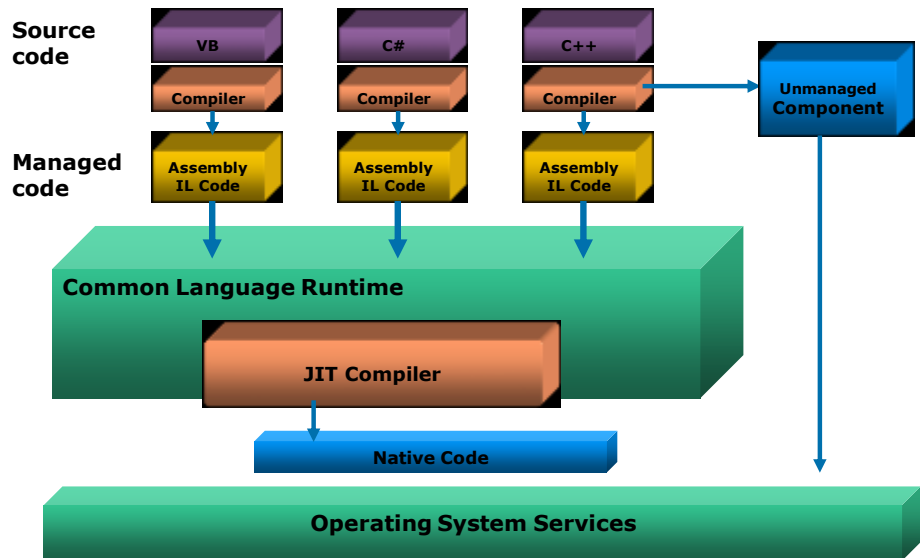 Source
code
VB
C#
C++
Compiler
Compiler
Compiler
Unmanaged
Component
Managed
code
Assembly
IL Code
Assembly
IL Code
Assembly
IL Code
Common Language Runtime
JIT Compiler
Native Code
Operating System Services